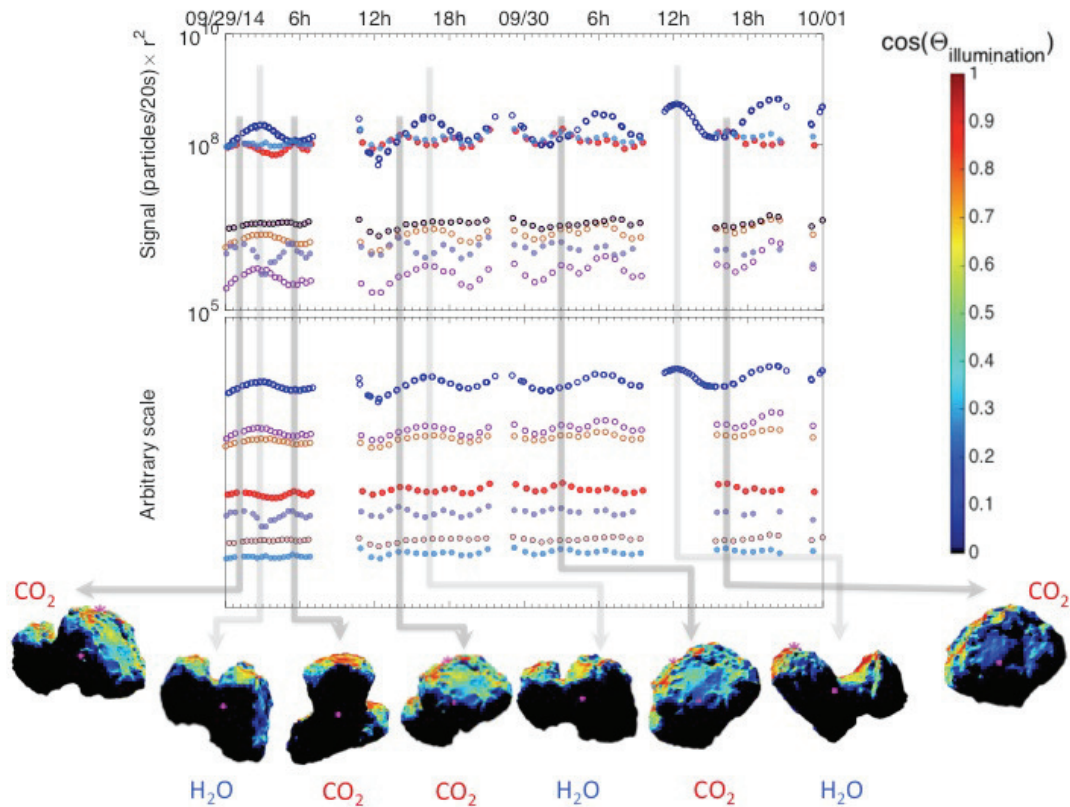 09/29/14 6h 12h 18h 09/30 6h 12h 18h 10/01
cos(Θillumination)
Signal (particles/20s) × r²
10¹⁰
10⁸
10⁵
Arbitrary scale
1
0.9
0.8
0.7
0.6
0.5
0.4
0.3
0.2
0.1
0
CO₂
CO₂
H₂O
CO₂
CO₂
H₂O
CO₂
H₂O